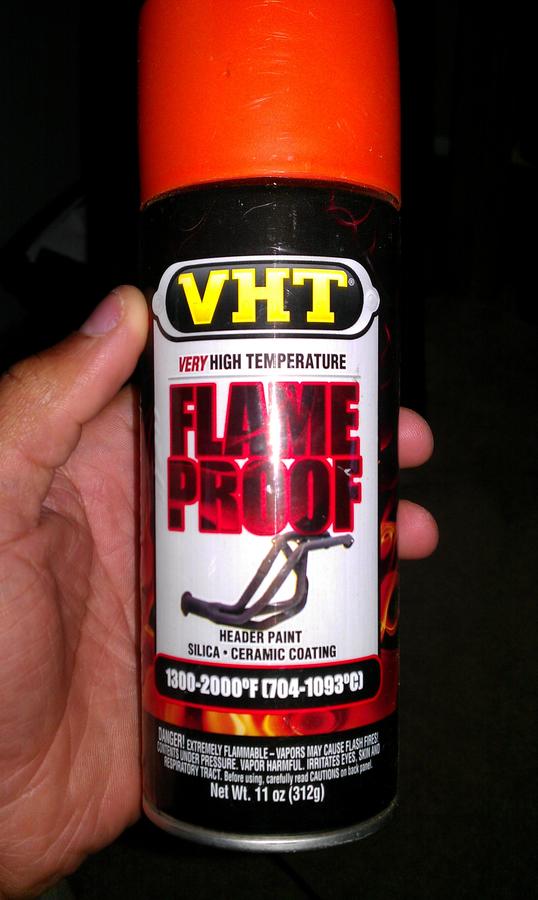 VHT®
VERY HIGH TEMPERATURE
FLAME
PROOF
HEADER PAINT
SILICA • CERAMIC COATING
1300-2000°F (704-1093°C)
DANGER! EXTREMELY FLAMMABLE – VAPORS MAY CAUSE FLASH FIRES!
CONTENTS UNDER PRESSURE. VAPOR HARMFUL. IRRITATES EYES, SKIN AND
RESPIRATORY TRACT. Before using, carefully read CAUTIONS on back panel.
Net Wt. 11 oz (312g)